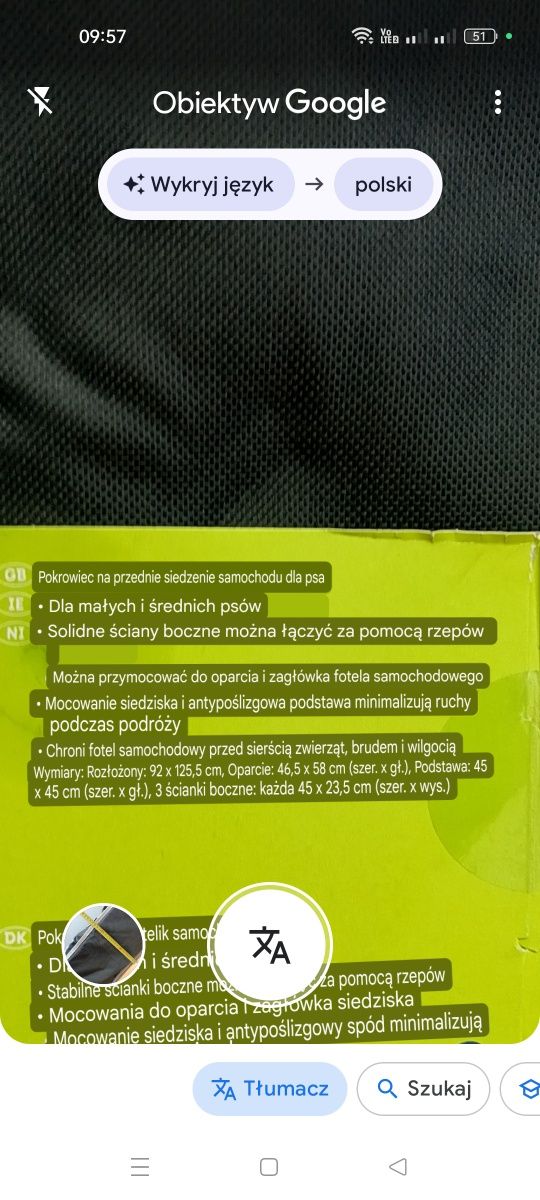 09:57
Vo
LTE2
51
Obiektyw Google
Wykryj język → polski
GB
Pokrowiec na przednie siedzenie samochodu dla psa
IE
• Dla małych i średnich psów
NI
• Solidne ściany boczne można łączyć za pomocą rzepów
Można przymocować do oparcia i zagłówka fotela samochodowego
• Mocowanie siedziska i antypoślizgowa podstawa minimalizują ruchy
podczas podróży
• Chroni fotel samochodowy przed sierścią zwierząt, brudem i wilgocią
Wymiary: Rozłożony: 92 x 125,5 cm, Oparcie: 46,5 x 58 cm (szer. x gł.), Podstawa: 45
x 45 cm (szer. x gł.), 3 ścianki boczne: każda 45 x 23,5 cm (szer. x wys.)
DK
• i
• Stabilne ścianki boczne za pomocą rzepów
• Mocowania do oparcia i zagłówka siedziska
Mocowanie siedziska i antypoślizgowy spód minimalizują
Tłumacz
Szukaj